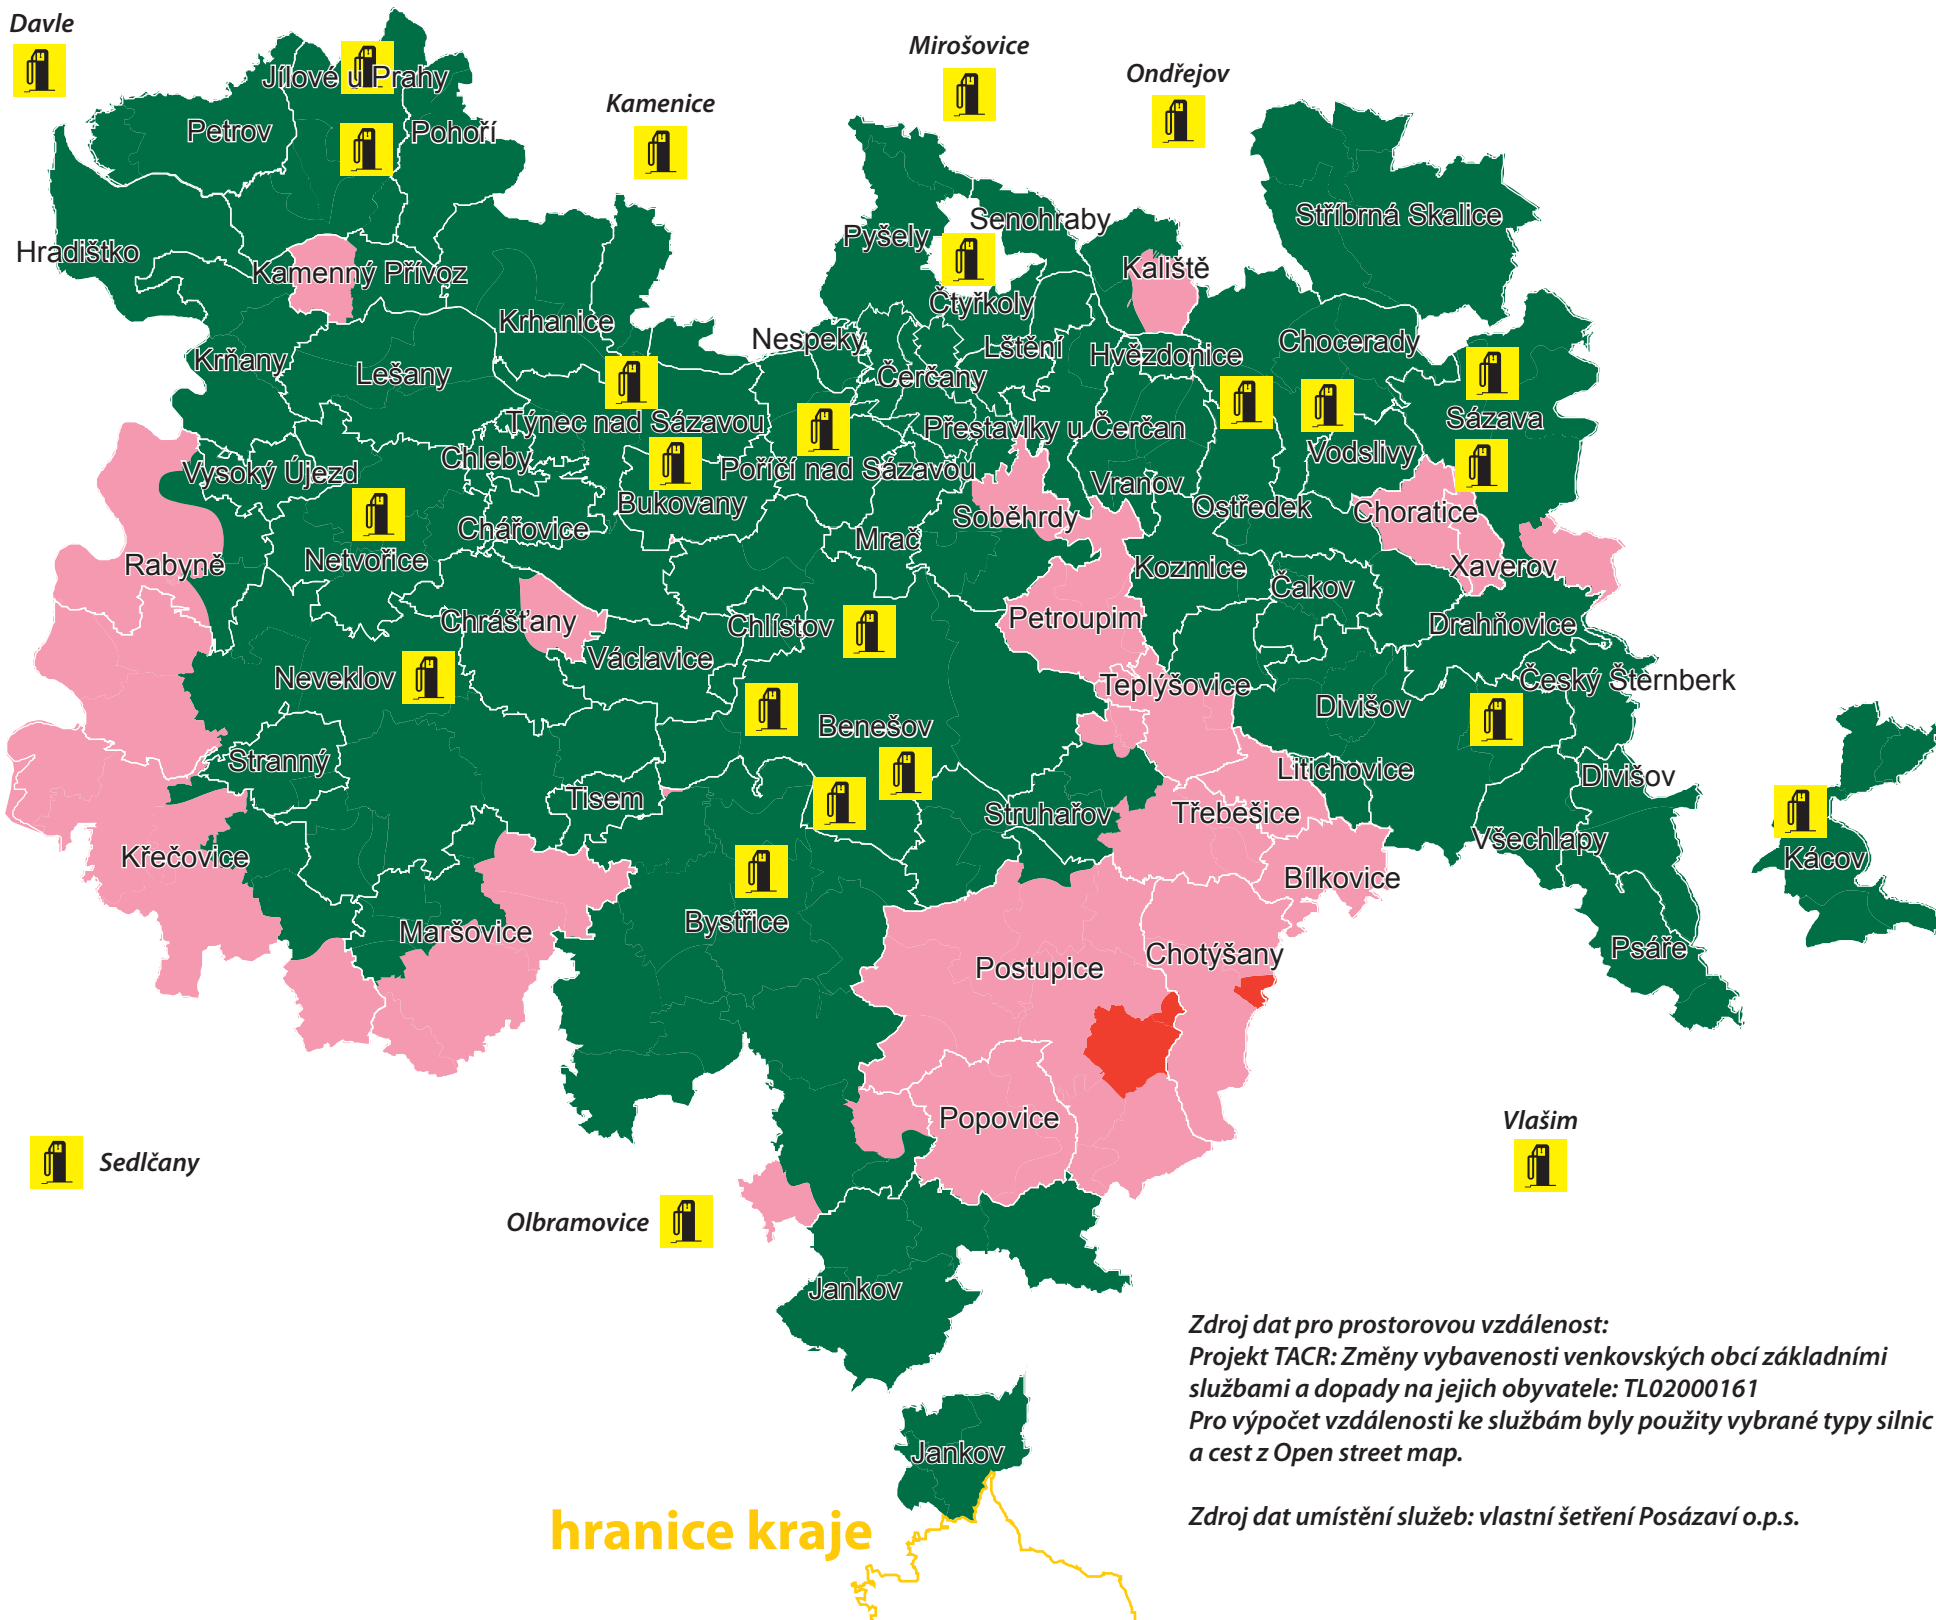 Davle
Mirošovice
Ondřejov
Kamenice
Jílové u Prahy
Petrov
Pohoří
Stříbrná Skalice
Senohraby
Pyšely
Hradištko
Kaliště
Kamenný Přívoz
Čtyřkoly
Krhanice
Nespeky
Lštění
Hvězdonice
Chocerady
Krňany
Lešany
Čerčany
Týnec nad Sázavou
Přestavlky u Čerčan
Sázava
Vysoký Újezd
Chleby
Poříčí nad Sázavou
Vodslivy
Vranov
Bukovany
Ostředek
Choratice
Soběhrdy
Chářovice
Mrač
Netvořice
Rabyně
Kozmice
Xaverov
Čakov
Chrášťany
Chlístov
Petroupim
Drahňovice
Václavice
Neveklov
Teplýšovice
Český Šternberk
Divišov
Benešov
Stranný
Litichovice
Divišov
Tisem
Struhařov
Třebešice
Všechlapy
Křečovice
Kácov
Bílkovice
Maršovice
Bystřice
Psáře
Postupice
Chotýšany
Popovice
Vlašim
Sedlčany
Olbramovice
Jankov
Zdroj dat pro prostorovou vzdálenost:
Projekt TACR: Změny vybavenosti venkovských obcí základními
službami a dopady na jejich obyvatele: TL02000161
Pro výpočet vzdálenosti ke službám byly použity vybrané typy silnic
a cest z Open street map.
Jankov
Zdroj dat umístění služeb: vlastní šetření Posázaví o.p.s.
hranice kraje